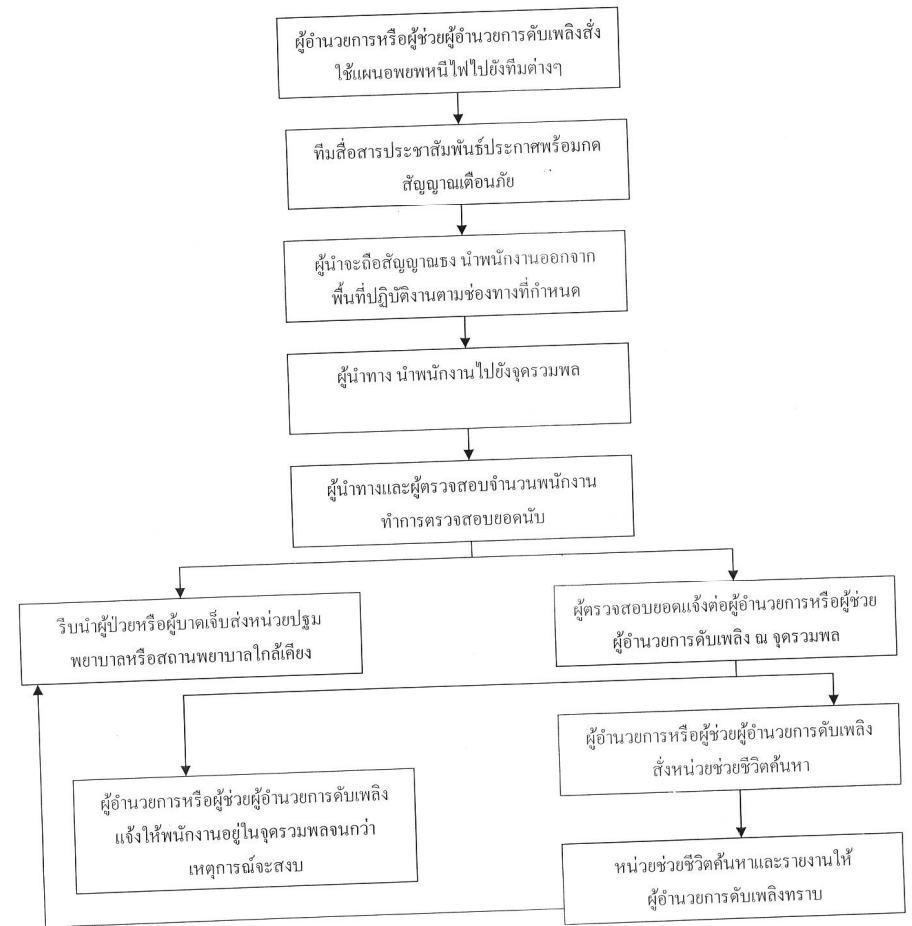 ผู้อำนวยการหรือผู้ช่วยผู้อำนวยการดับเพลิงสั่ง
ใช้แผนอพยพหนีไฟไปยังทีมต่างๆ
ทีมสื่อสารประชาสัมพันธ์ประกาศพร้อมกด
สัญญาณเตือนภัย
ผู้นำจะถือสัญญาณธง นำพนักงานออกจาก
พื้นที่ปฏิบัติงานตามช่องทางที่กำหนด
ผู้นำทาง นำพนักงานไปยังจุดรวมพล
ผู้นำทางและผู้ตรวจสอบจำนวนพนักงาน
ทำการตรวจสอบยอดนับ
รีบนำผู้ป่วยหรือผู้บาดเจ็บส่งหน่วยปฐม
พยาบาลหรือสถานพยาบาลใกล้เคียง
ผู้ตรวจสอบยอดแจ้งต่อผู้อำนวยการหรือผู้ช่วย
ผู้อำนวยการดับเพลิง ณ จุดรวมพล
ผู้อำนวยการหรือผู้ช่วยผู้อำนวยการดับเพลิง
สั่งหน่วยช่วยชีวิตค้นหา
ผู้อำนวยการหรือผู้ช่วยผู้อำนวยการดับเพลิง
แจ้งให้พนักงานอยู่ในจุดรวมพลจนกว่า
เหตุการณ์จะสงบ
หน่วยช่วยชีวิตค้นหาและรายงานให้
ผู้อำนวยการดับเพลิงทราบ